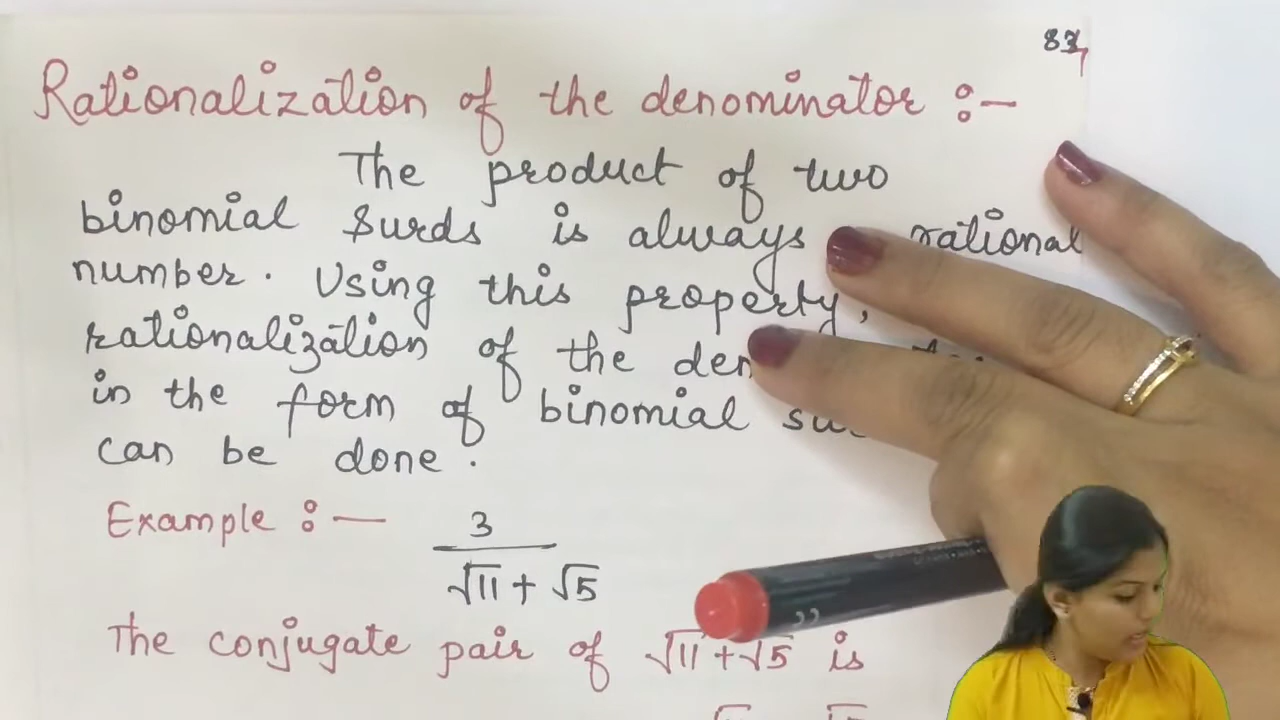 83
Rationalization of the denominator :-
The product of two
binomial surds is always rational
number. Using this property,
rationalization of the
in the form of binomial
can be done.
Example :- 3
√11 + √5
The conjugate pair of √11 + √5 is